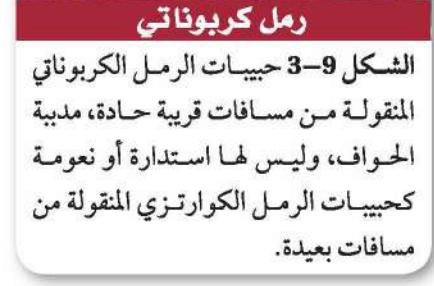 رمل كربوناتي
الشكل 9–3 حبيبات الرمل الكربوناتي
المنقولة من مسافات قريبة حادة، مدببة
الحواف، وليس لها استدارة أو نعومة
كحبيبات الرمل الكوارتزي المنقولة من
مسافات بعيدة.